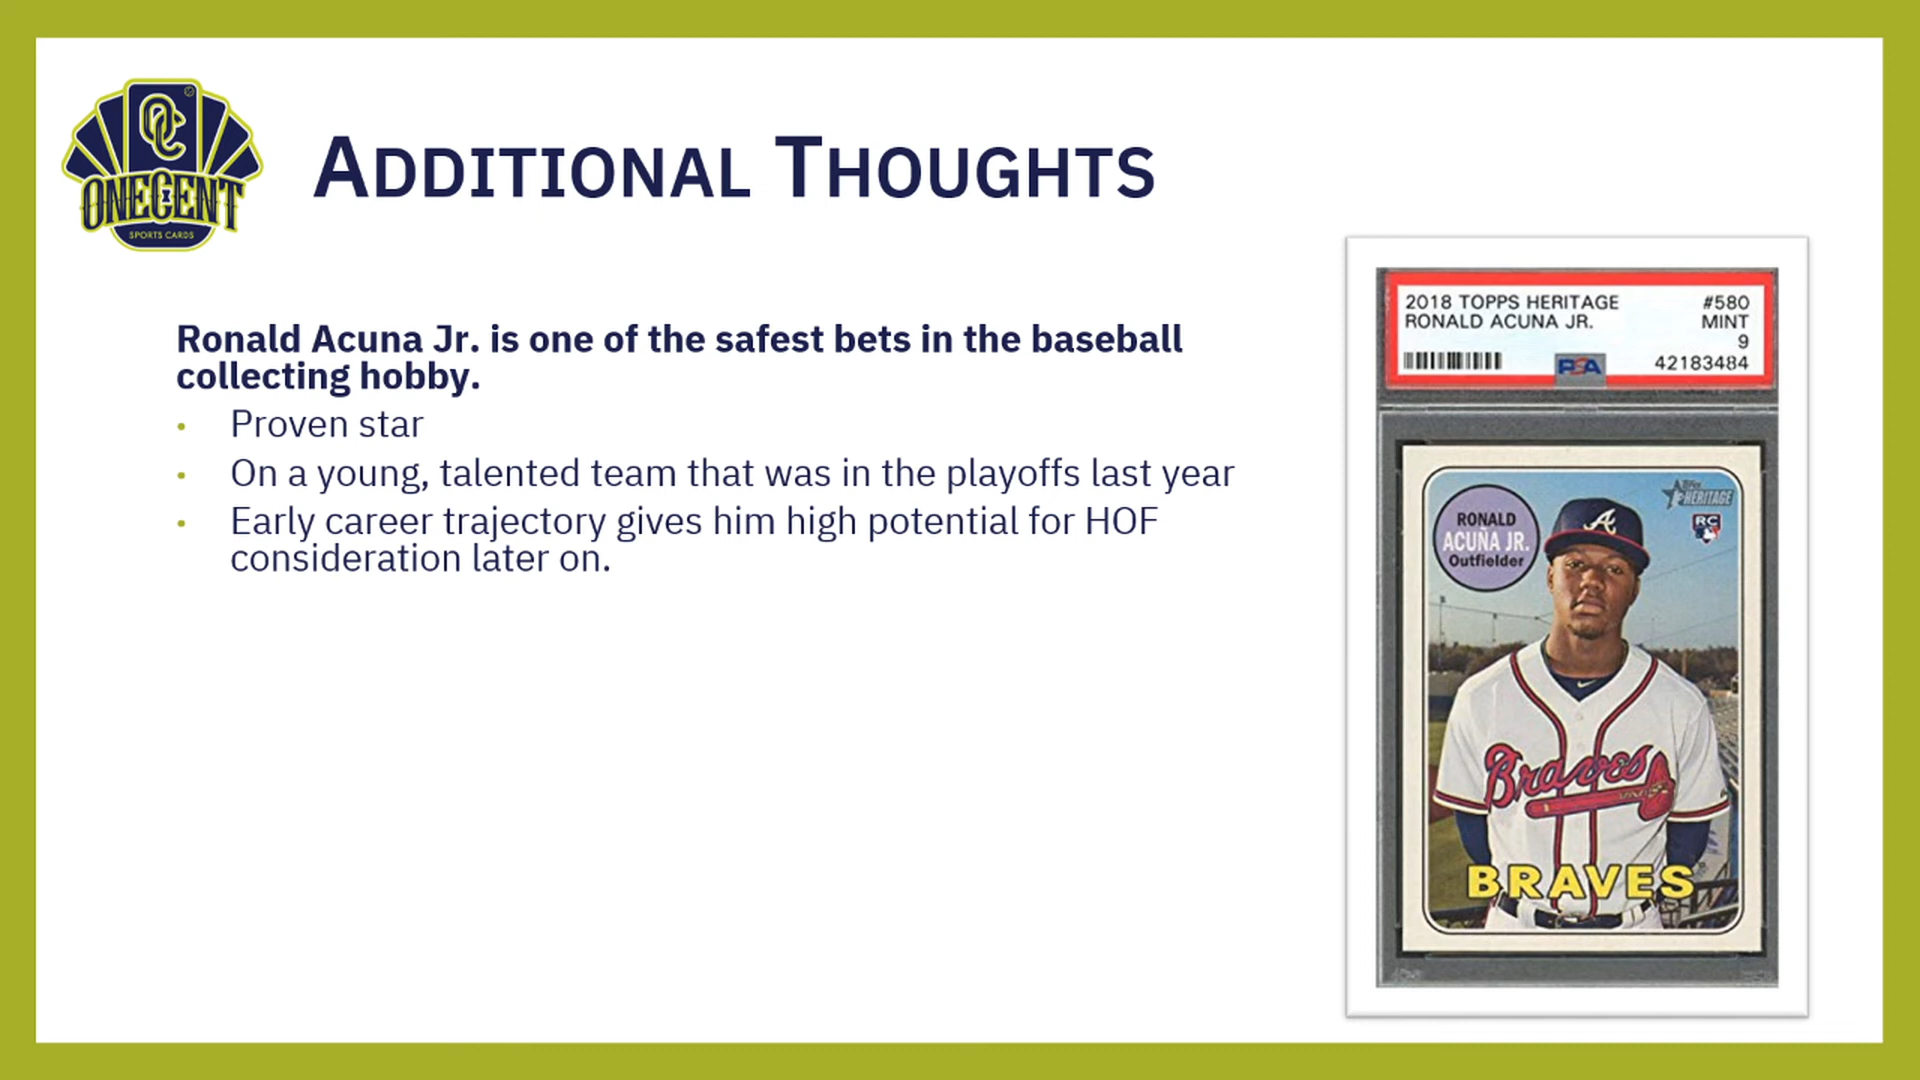 OC
ONECENT
SPORTS CARDS
ADDITIONAL THOUGHTS
Ronald Acuna Jr. is one of the safest bets in the baseball
collecting hobby.
• Proven star
• On a young, talented team that was in the playoffs last year
• Early career trajectory gives him high potential for HOF
consideration later on.
2018 TOPPS HERITAGE #580
RONALD ACUNA JR. MINT
9
PSA 42183484
Topps
HERITAGE
RC
RONALD
ACUÑA JR.
Outfielder
A
Braves
BRAVES